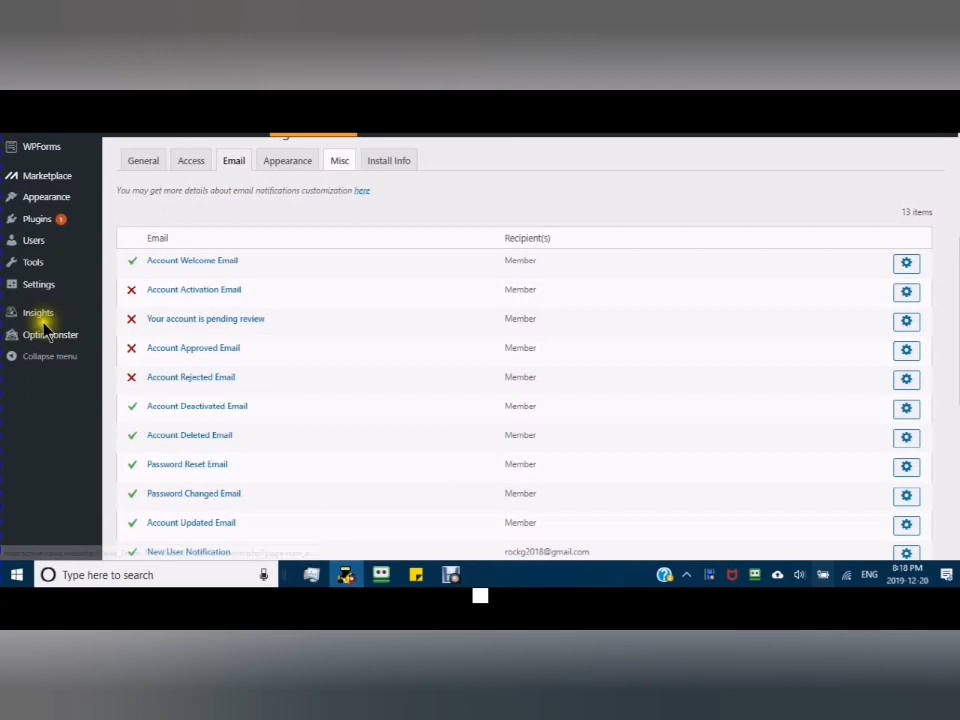 WPForms
Marketplace
Appearance
Plugins 1
Users
Tools
Settings
Insights
Collapse menu
General Access Email Appearance Misc Install Info
You may get more details about email notifications customization here
13 items
Email Recipient(s)
Account Welcome Email Member
Account Activation Email Member
Your account is pending review Member
Account Approved Email Member
Account Rejected Email Member
Account Deactivated Email Member
Account Deleted Email Member
Password Reset Email Member
Password Changed Email Member
Account Updated Email Member
New User Notification rockg2018@gmail.com
Type here to search
ENG
8:18 PM
2019-12-20